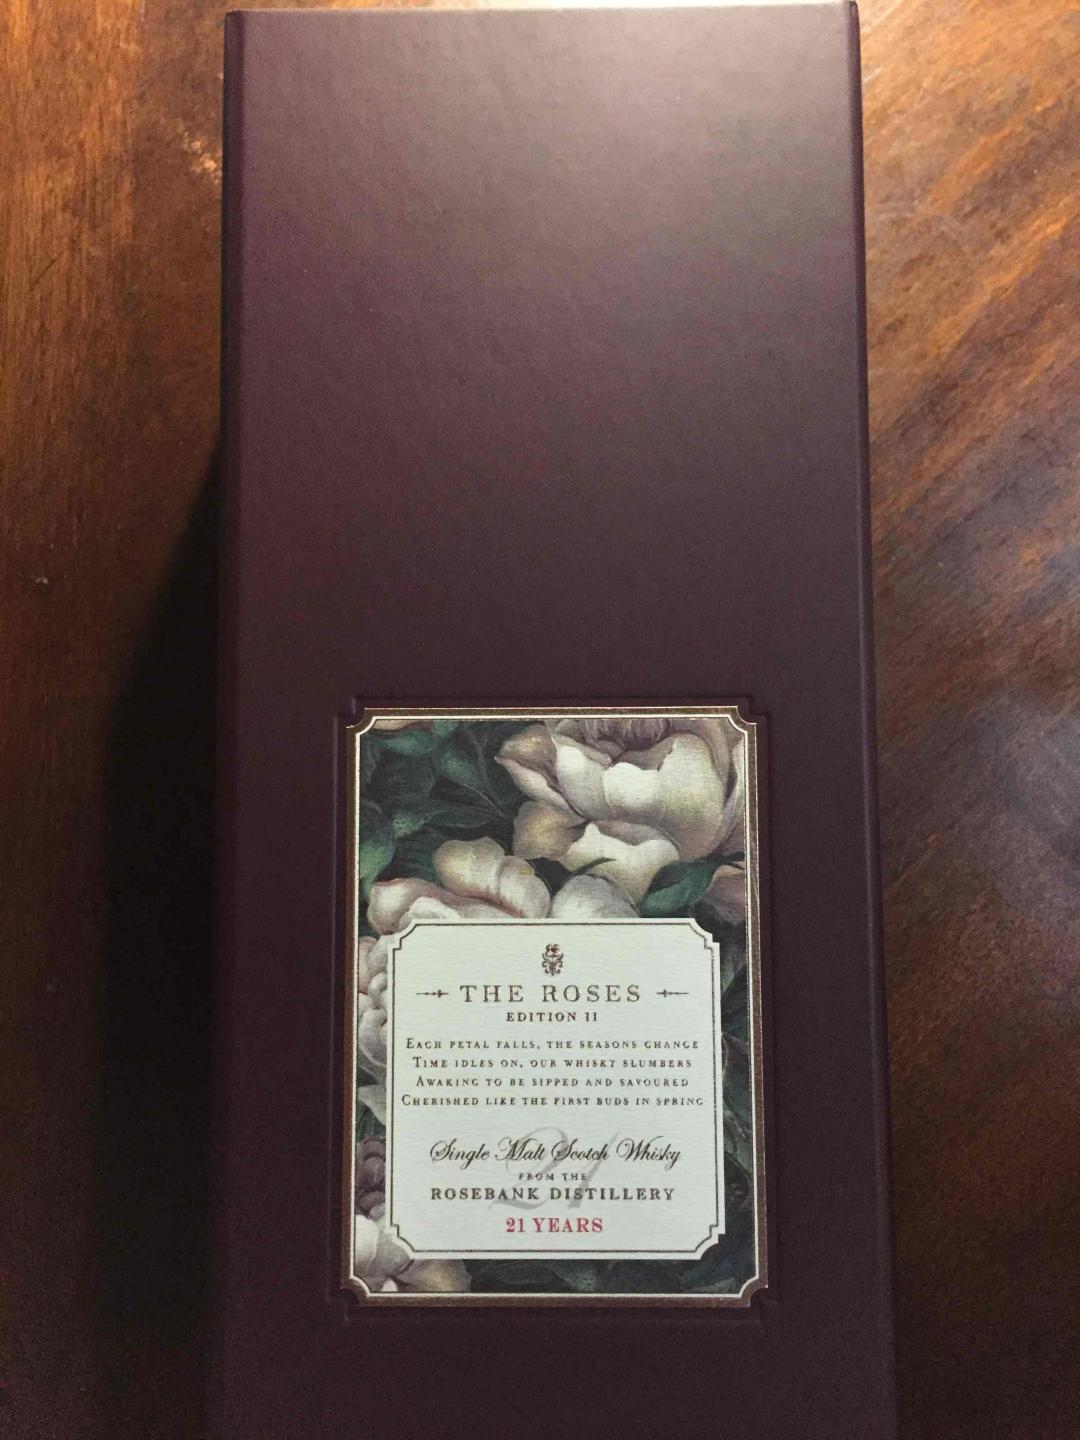 THE ROSES
EDITION II
EACH PETAL FALLS, THE SEASONS CHANGE
TIME IDLES ON, OUR WHISKY SLUMBERS
AWAKING TO BE SIPPED AND SAVOURED
CHERISHED LIKE THE FIRST BUDS IN SPRING
21
Single Malt Scotch Whisky
FROM THE
ROSEBANK DISTILLERY
21 YEARS